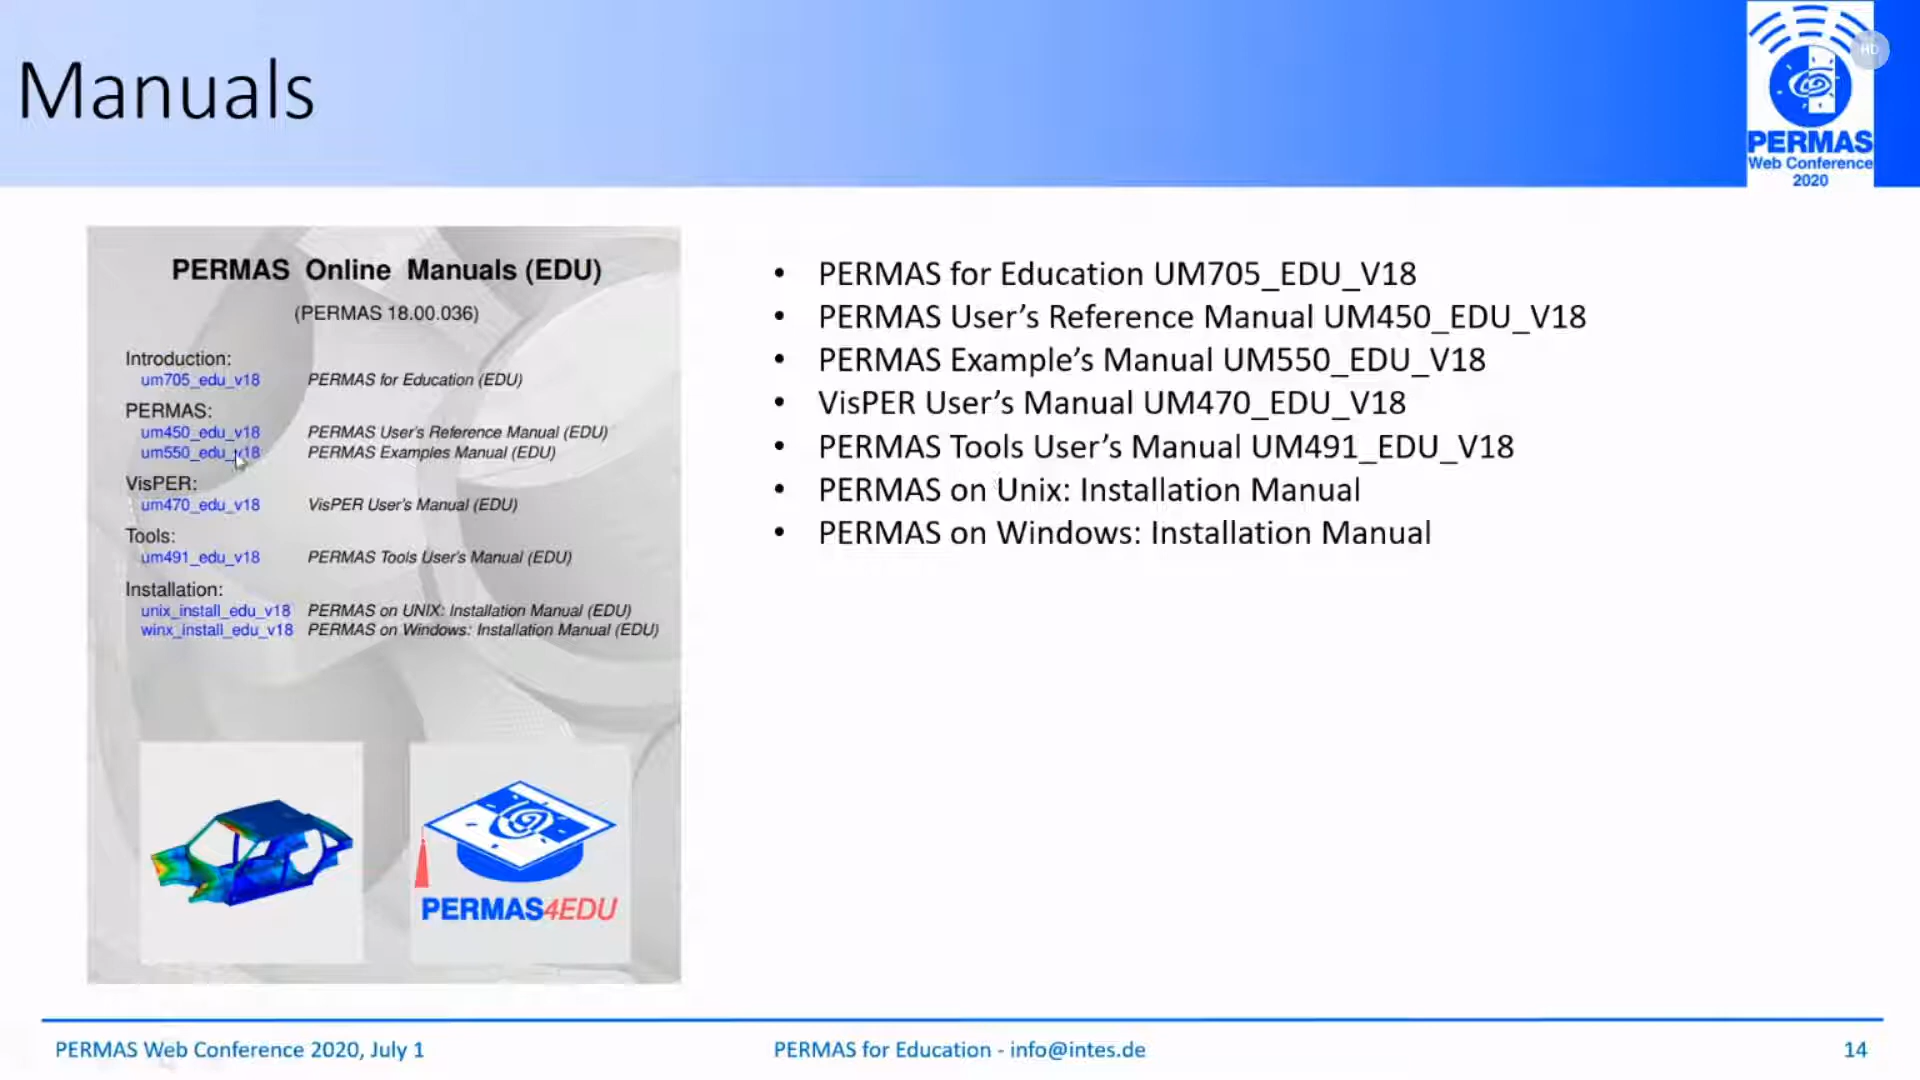 Manuals
HD
PERMAS
Web Conference
2020
PERMAS Online Manuals (EDU)
(PERMAS 18.00.036)
Introduction:
um705_edu_v18 PERMAS for Education (EDU)
PERMAS:
um450_edu_v18 PERMAS User's Reference Manual (EDU)
um550_edu_v18 PERMAS Examples Manual (EDU)
VisPER:
um470_edu_v18 VisPER User's Manual (EDU)
Tools:
um491_edu_v18 PERMAS Tools User's Manual (EDU)
Installation:
unix_install_edu_v18 PERMAS on UNIX: Installation Manual (EDU)
winx_install_edu_v18 PERMAS on Windows: Installation Manual (EDU)
PERMAS4EDU
• PERMAS for Education UM705_EDU_V18
• PERMAS User’s Reference Manual UM450_EDU_V18
• PERMAS Example’s Manual UM550_EDU_V18
• VisPER User’s Manual UM470_EDU_V18
• PERMAS Tools User’s Manual UM491_EDU_V18
• PERMAS on Unix: Installation Manual
• PERMAS on Windows: Installation Manual
PERMAS Web Conference 2020, July 1
PERMAS for Education - info@intes.de
14